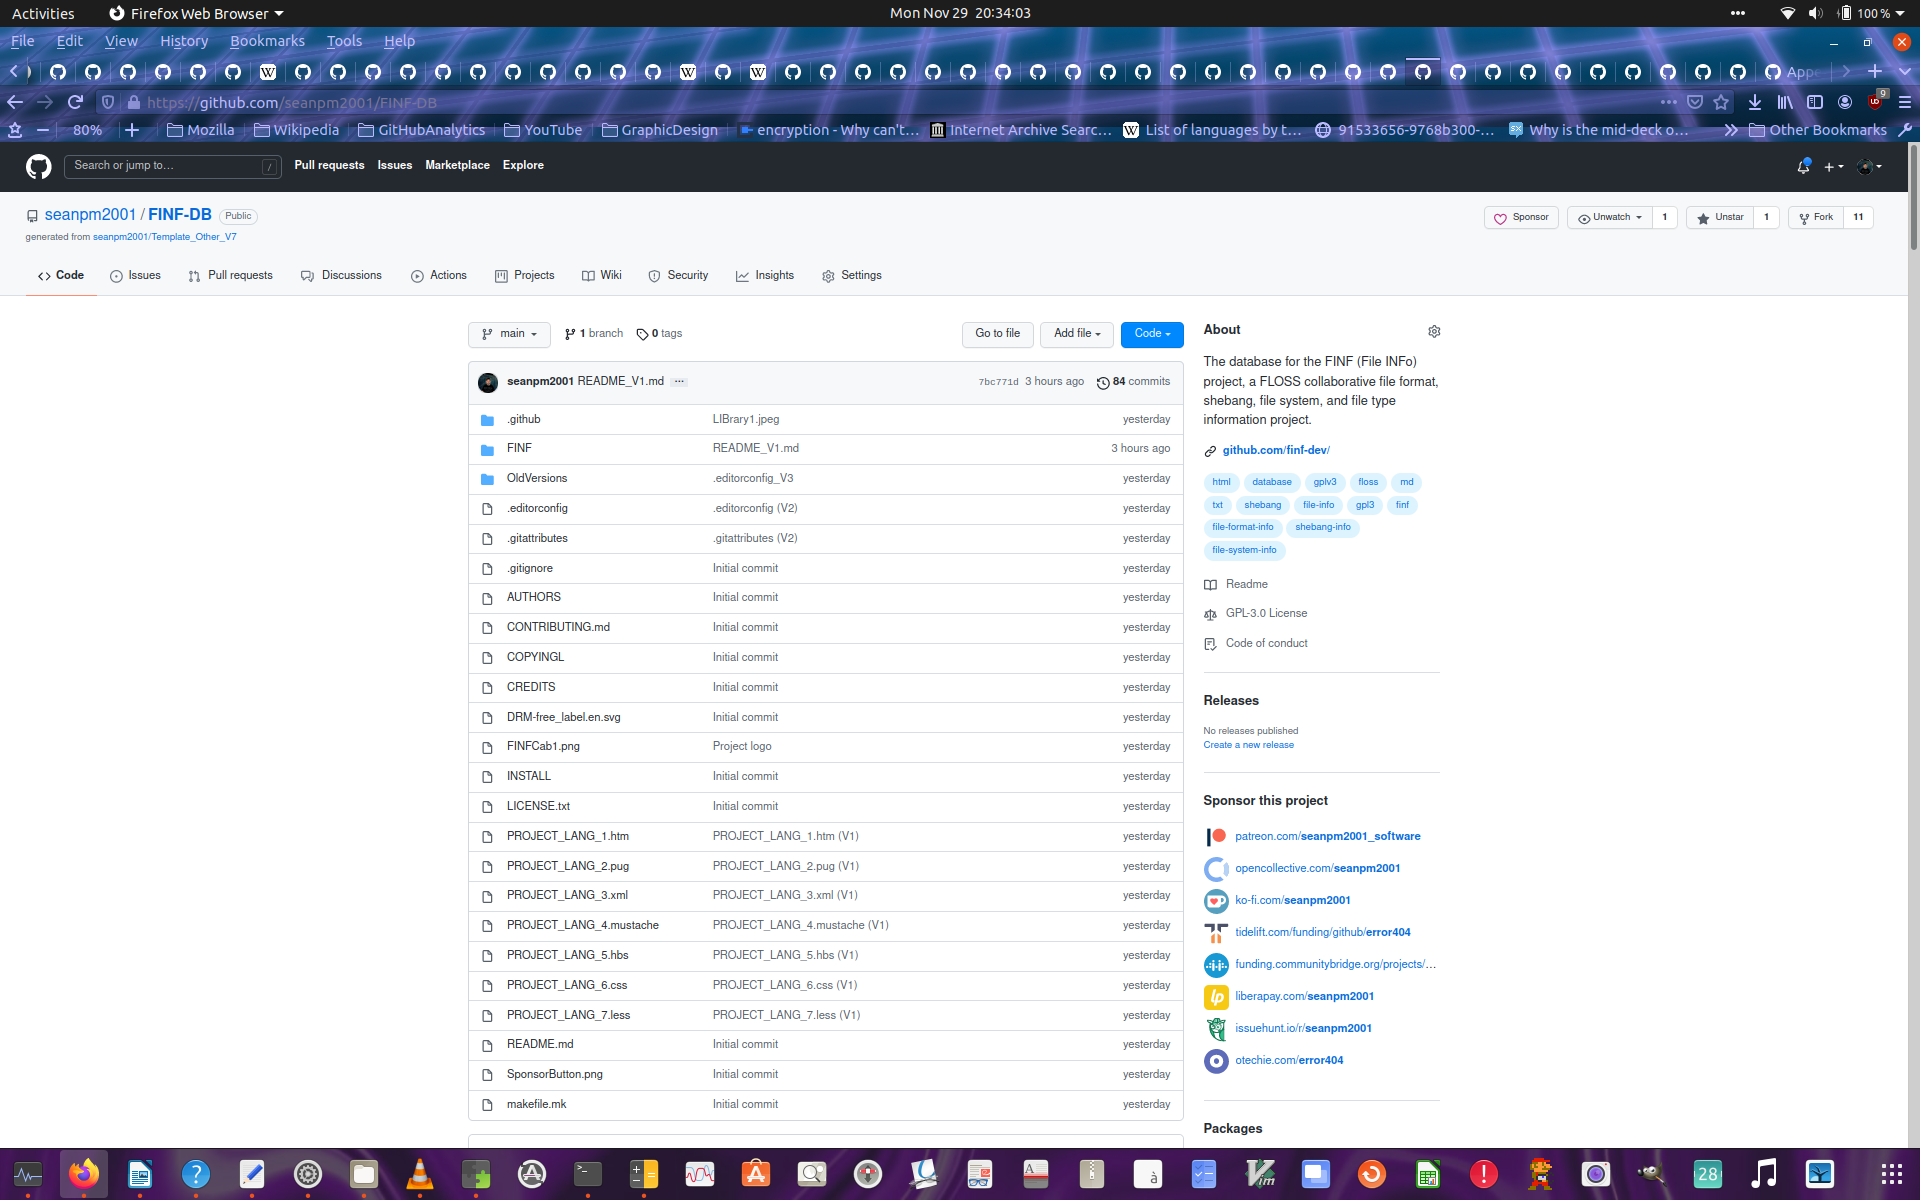 Activities Firefox Web Browser Mon Nov 29 20:34:03 100 %
File Edit View History Bookmarks Tools Help
Appe
https://github.com/seanpm2001/FINF-DB 9
80% Mozilla Wikipedia GitHubAnalytics YouTube GraphicDesign encryption - Why can't... Internet Archive Searc... List of languages by t... 91533656-9768b300-... Why is the mid-deck o... Other Bookmarks
Search or jump to... / Pull requests Issues Marketplace Explore
seanpm2001 / FINF-DB Public Sponsor Unwatch 1 Unstar 1 Fork 11
generated from seanpm2001/Template_Other_V7
Code Issues Pull requests Discussions Actions Projects Wiki Security Insights Settings
main 1 branch 0 tags Go to file Add file Code
seanpm2001 README_V1.md ... 7bc771d 3 hours ago 84 commits
.github LIBrary1.jpeg yesterday
FINF README_V1.md 3 hours ago
OldVersions .editorconfig_V3 yesterday
.editorconfig .editorconfig (V2) yesterday
.gitattributes .gitattributes (V2) yesterday
.gitignore Initial commit yesterday
AUTHORS Initial commit yesterday
CONTRIBUTING.md Initial commit yesterday
COPYINGL Initial commit yesterday
CREDITS Initial commit yesterday
DRM-free_label.en.svg Initial commit yesterday
FINFCab1.png Project logo yesterday
INSTALL Initial commit yesterday
LICENSE.txt Initial commit yesterday
PROJECT_LANG_1.htm PROJECT_LANG_1.htm (V1) yesterday
PROJECT_LANG_2.pug PROJECT_LANG_2.pug (V1) yesterday
PROJECT_LANG_3.xml PROJECT_LANG_3.xml (V1) yesterday
PROJECT_LANG_4.mustache PROJECT_LANG_4.mustache (V1) yesterday
PROJECT_LANG_5.hbs PROJECT_LANG_5.hbs (V1) yesterday
PROJECT_LANG_6.css PROJECT_LANG_6.css (V1) yesterday
PROJECT_LANG_7.less PROJECT_LANG_7.less (V1) yesterday
README.md Initial commit yesterday
SponsorButton.png Initial commit yesterday
makefile.mk Initial commit yesterday
About
The database for the FINF (File INFo)
project, a FLOSS collaborative file format,
shebang, file system, and file type
information project.
github.com/finf-dev/
html database gplv3 floss md
txt shebang file-info gpl3 finf
file-format-info shebang-info
file-system-info
Readme
GPL-3.0 License
Code of conduct
Releases
No releases published
Create a new release
Sponsor this project
patreon.com/seanpm2001_software
opencollective.com/seanpm2001
ko-fi.com/seanpm2001
tidelift.com/funding/github/error404
funding.communitybridge.org/projects/...
liberapay.com/seanpm2001
issuehunt.io/r/seanpm2001
otechie.com/error404
Packages
28